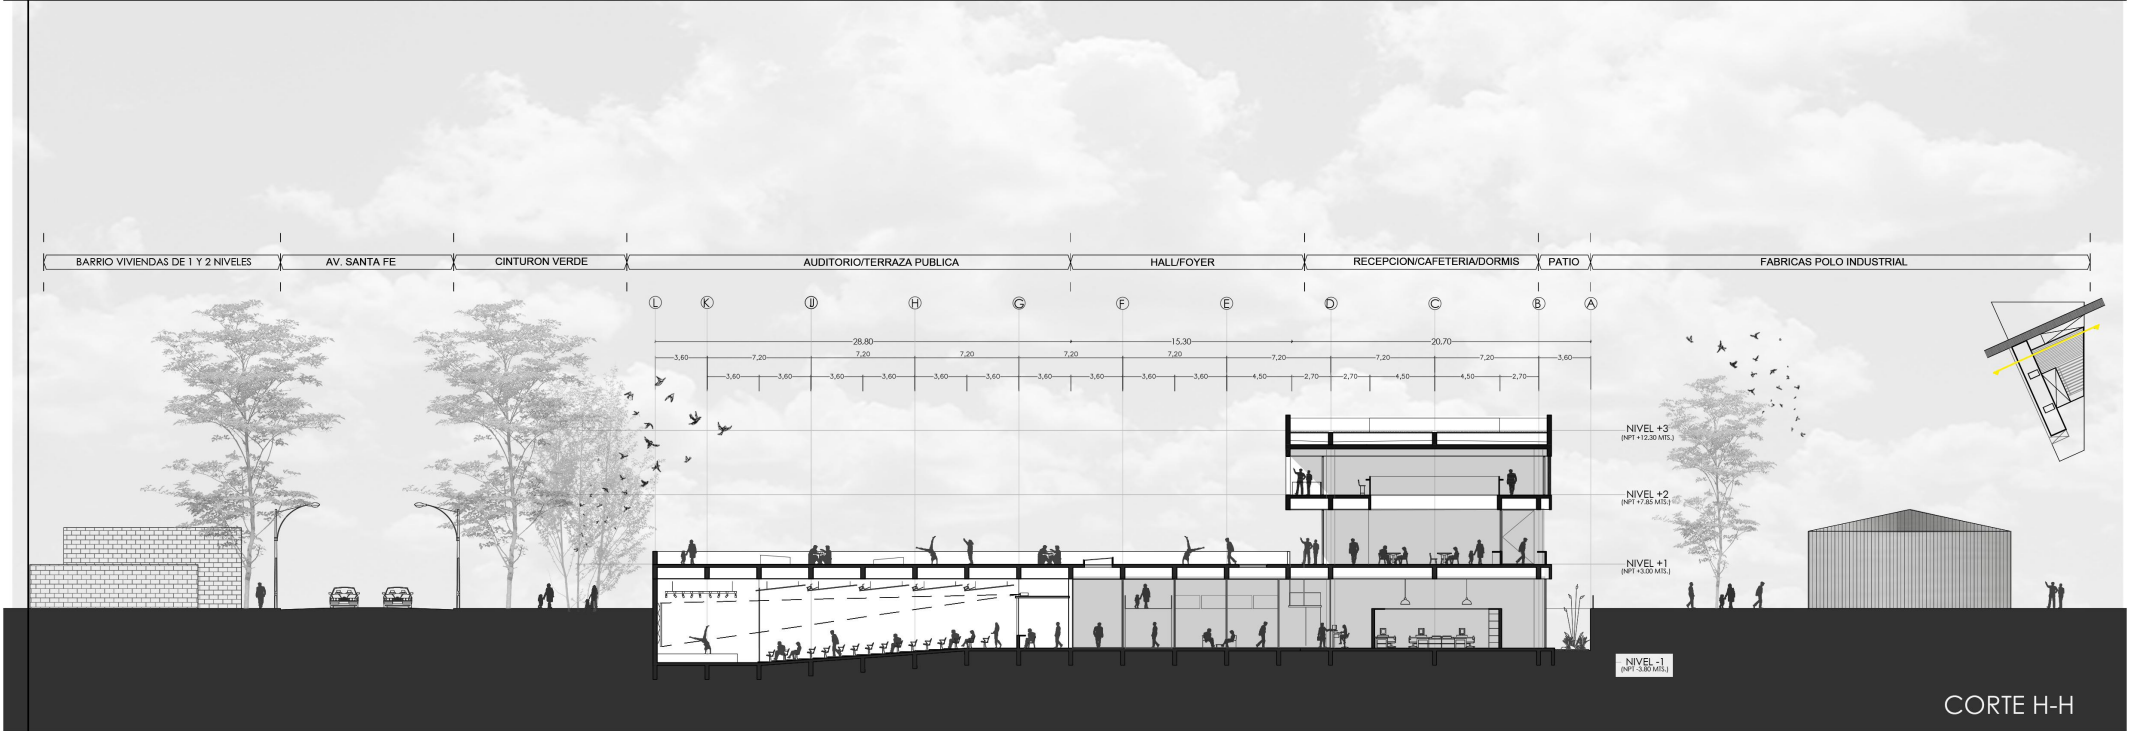 BARRIO VIVIENDAS DE 1 Y 2 NIVELES
AV. SANTA FE
CINTURON VERDE
AUDITORIO/TERRAZA PUBLICA
HALL/FOYER
RECEPCION/CAFETERIA/DORMIS
PATIO
FABRICAS POLO INDUSTRIAL
L K IJ H G F E D C B A
28.80 15.30 20.70
3,60 7,20 7,20 7,20 7,20 7,20 7,20 7,20 7,20 3,60
3,60 3,60 3,60 3,60 3,60 3,60 3,60 3,60 3,60 3,60 4,50 2,70 2,70 4,50 4,50 2,70
NIVEL +3
(NPT +12.30 MTS.)
NIVEL +2
(NPT +7.85 MTS.)
NIVEL +1
(NPT +3.00 MTS.)
NIVEL -1
(NPT -3.80 MTS.)
CORTE H-H